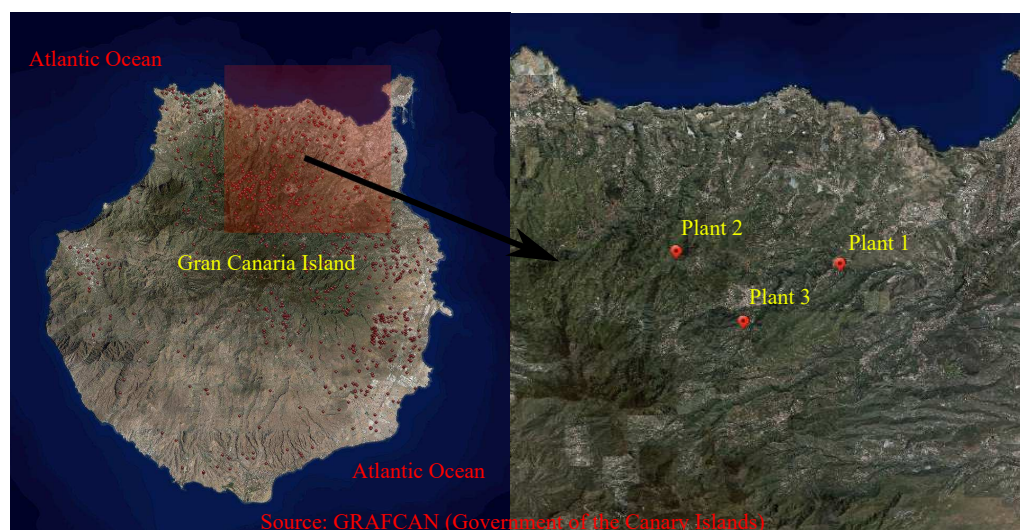 Atlantic Ocean
Plant 2
Plant 1
Gran Canaria Island
Plant 3
Atlantic Ocean
Source: GRAFCAN (Government of the Canary Islands)